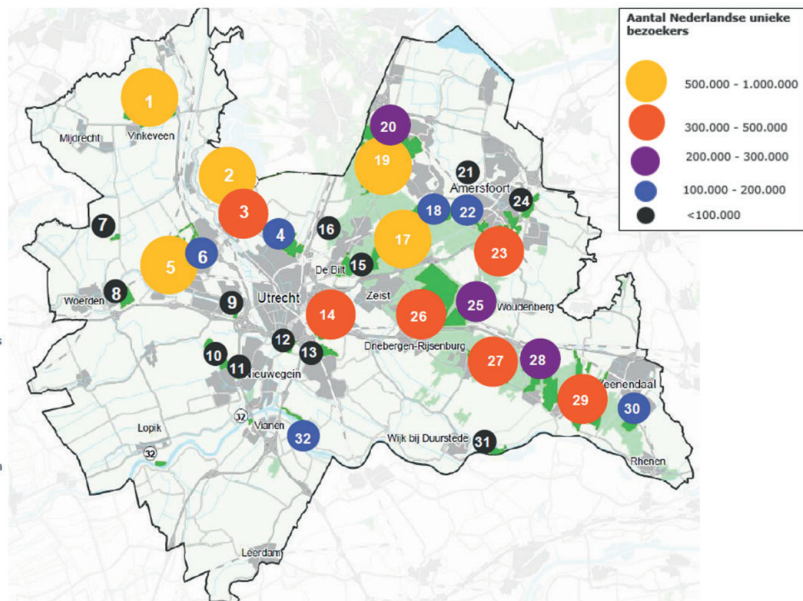 Aantal Nederlandse unieke
bezoekers
500.000 - 1.000.000
300.000 - 500.000
200.000 - 300.000
100.000 - 200.000
<100.000
1
Mijdrecht
Vinkeveen
20
19
2
21
Amersfoort
3
18
22
24
7
16
4
17
6
5
15
23
De Bilt
8
Woerden
9
Utrecht
Zeist
25
Woudenberg
14
26
12
13
Driebergen-Rijsenburg
10
11
Nieuwegein
27
28
Veenendaal
29
30
32
Lopik
Vianen
32
32
Wijk bij Duurstede
31
Rhenen
Leerdam